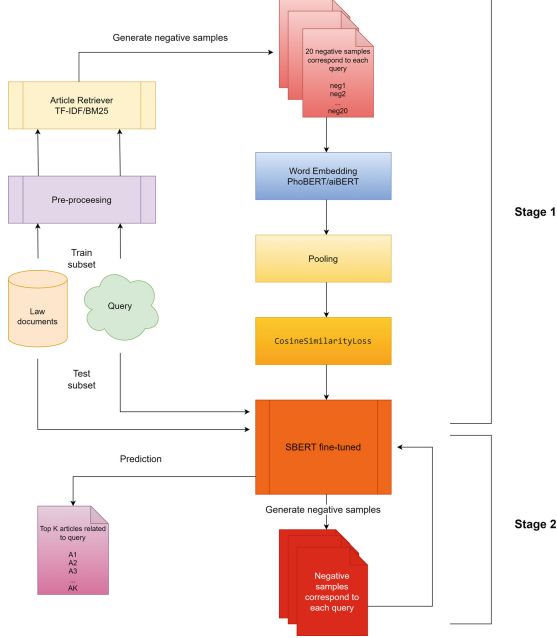 Generate negative samples
20 negative samples
correspond to each
query
neg1
neg2
...
neg20
Article Retriever
TF-IDF/BM25
Word Embedding
PhoBERT/aiBERT
Pre-proceesing
Stage 1
Train
subset
Pooling
Law
documents
Query
CosineSimilarityLoss
Test
subset
SBERT fine-tuned
Prediction
Generate negative samples
Stage 2
Top K articles related
to query
A1
A2
A3
...
AK
Negative
samples
correspond to
each query